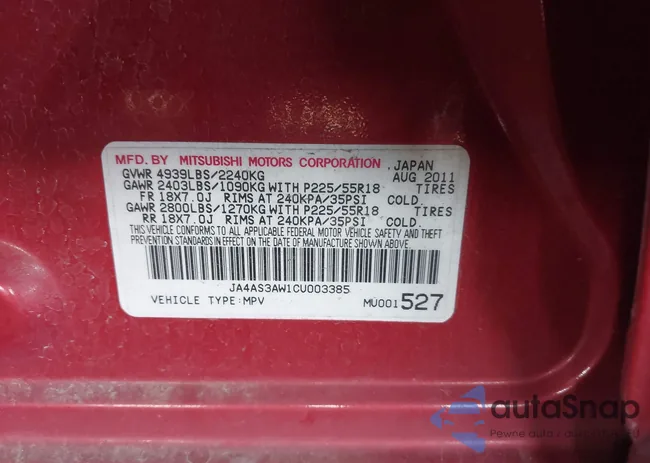 MFD. BY MITSUBISHI MOTORS CORPORATION JAPAN
GVWR 4939LBS/2240KG AUG 2011
GAWR 2403LBS/1090KG WITH P225/55R18 TIRES
FR 18X7.0J RIMS AT 240KPA/35PSI COLD.
GAWR 2800LBS/1270KG WITH P225/55R18 TIRES
RR 18X7.0J RIMS AT 240KPA/35PSI COLD.
THIS VEHICLE CONFORMS TO ALL APPLICABLE FEDERAL MOTOR VEHICLE SAFETY AND THEFT
PREVENTION STANDARDS IN EFFECT ON THE DATE OF MANUFACTURE SHOWN ABOVE.
JA4AS3AW1CU003385
VEHICLE TYPE:MPV MU001527
autaSnap